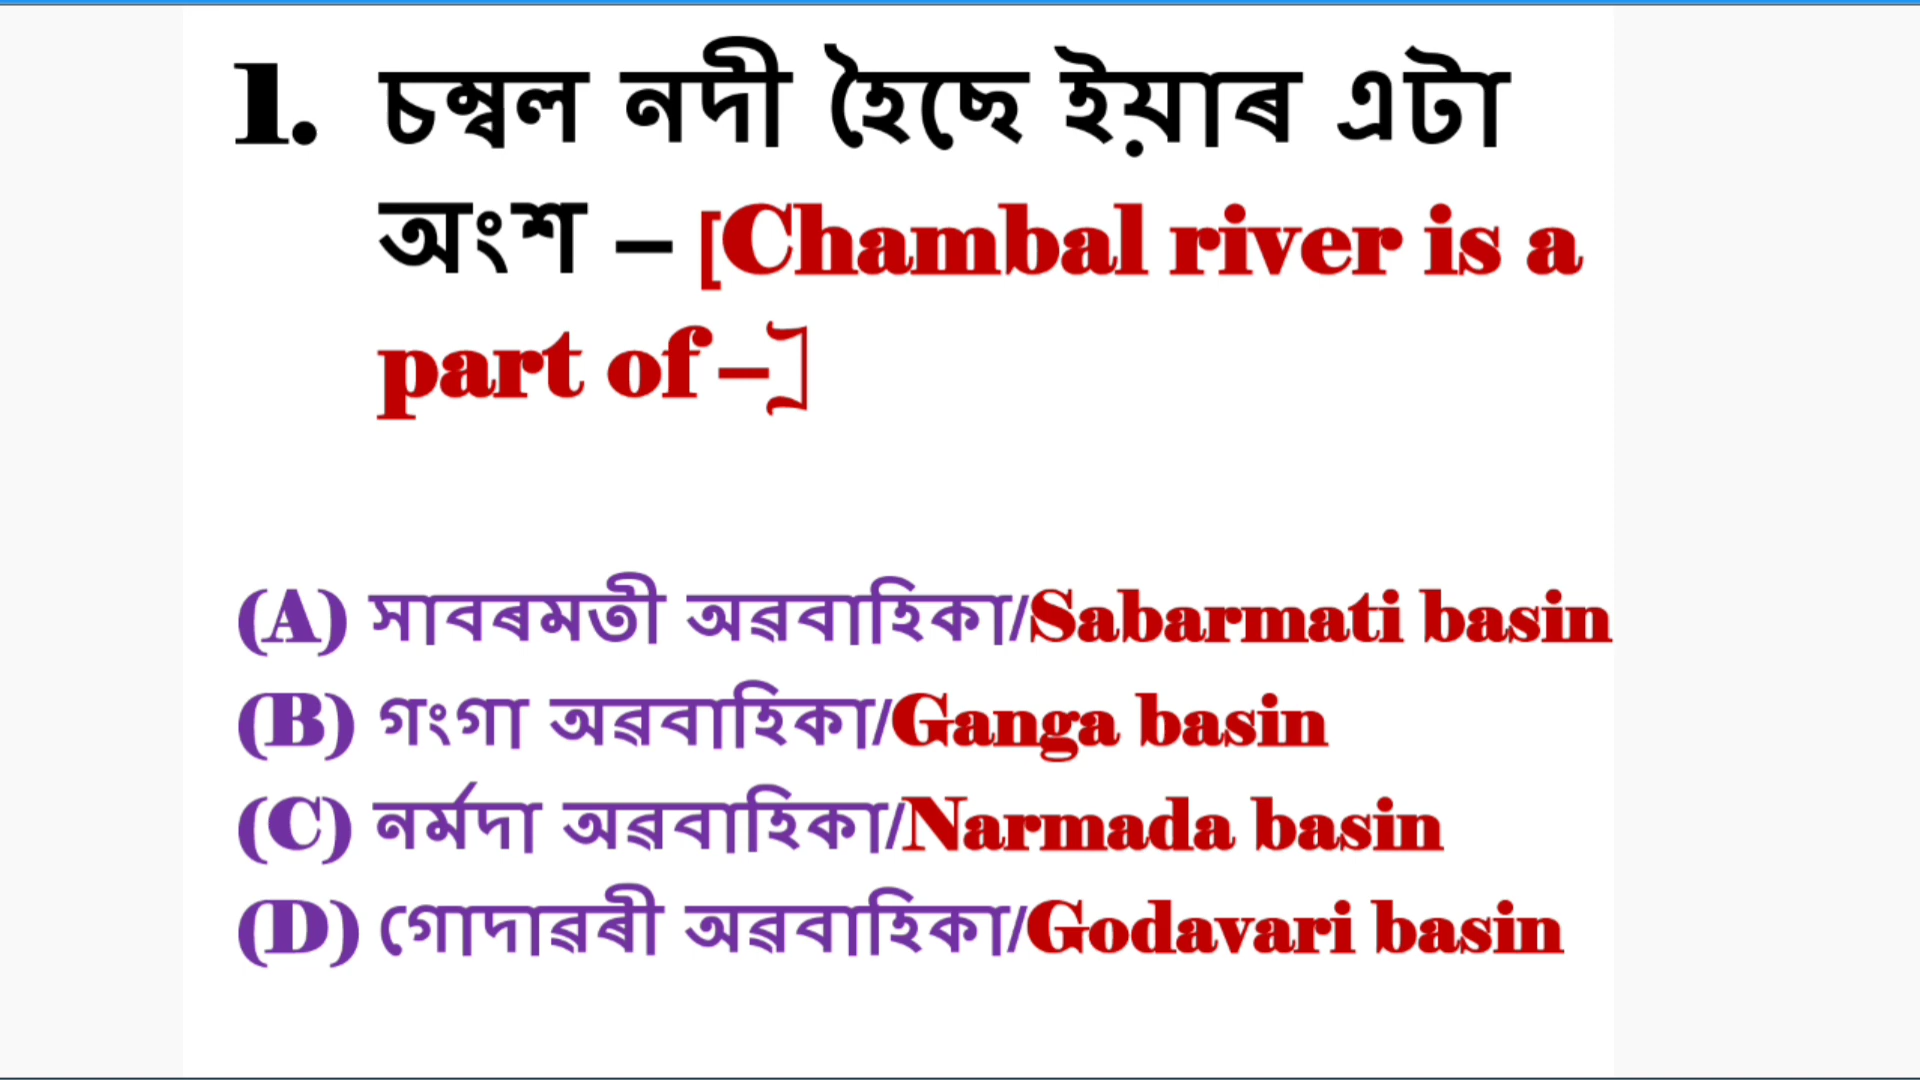 1. চম্বল নদী হৈছে ইয়াৰ এটা
অংশ – [Chambal river is a
part of –]
(A) সাবৰমতী অৱবাহিকা/Sabarmati basin
(B) গংগা অৱবাহিকা/Ganga basin
(C) নৰ্মদা অৱবাহিকা/Narmada basin
(D) গোদাৱৰী অৱবাহিকা/Godavari basin